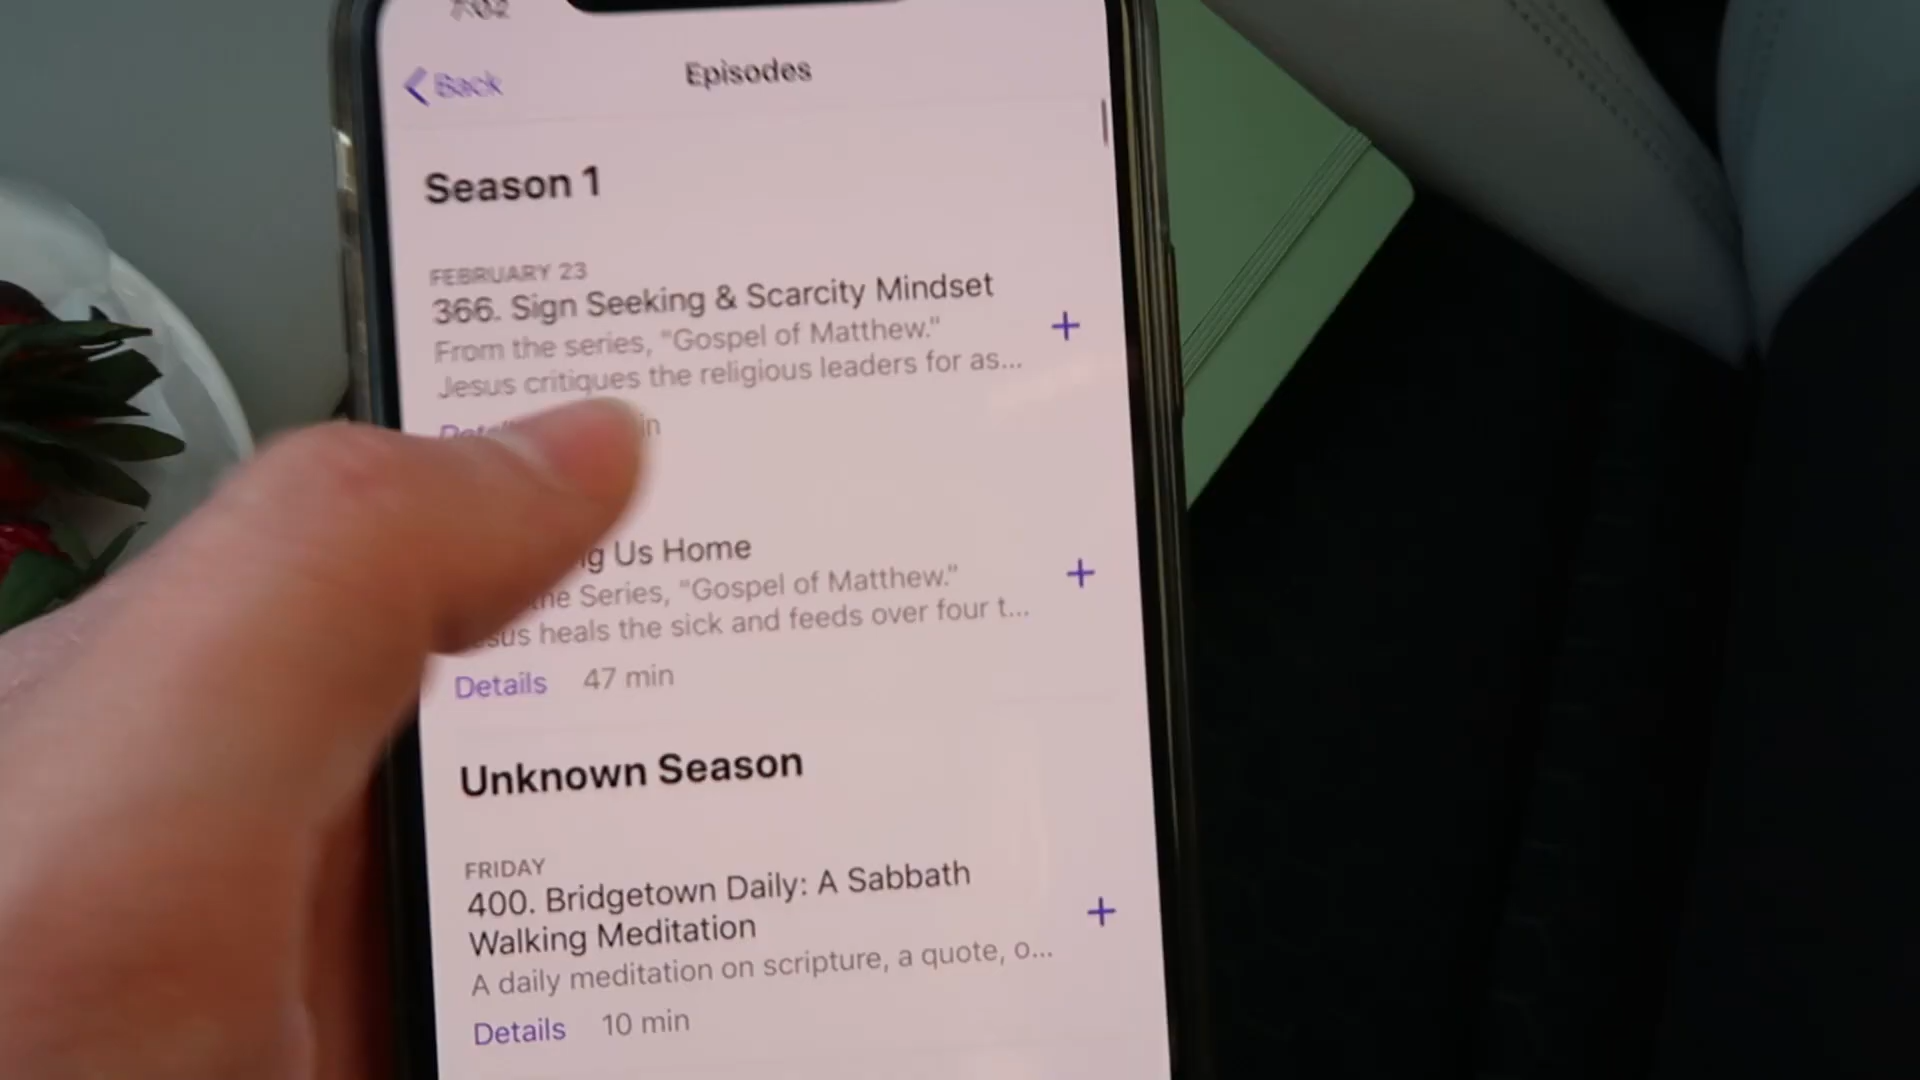 Back
Episodes
Season 1
FEBRUARY 23
366. Sign Seeking & Scarcity Mindset
From the series, "Gospel of Matthew."
Jesus critiques the religious leaders for as...
Us Home
Series, "Gospel of Matthew."
heals the sick and feeds over four t...
Details 47 min
Unknown Season
FRIDAY
400. Bridgetown Daily: A Sabbath
Walking Meditation
A daily meditation on scripture, a quote, o...
Details 10 min